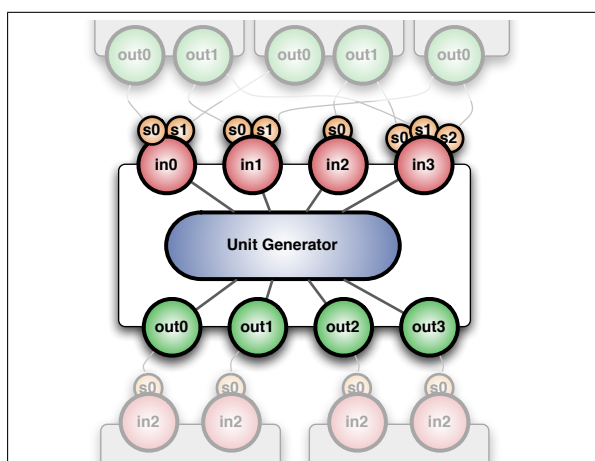 out0 out1 out0 out1 out0
s0 s1 s0 s1 s0 s0 s1 s2
in0 in1 in2 in3
Unit Generator
out0 out1 out2 out3
s0 s0 s0 s0
in2 in2 in2 in2